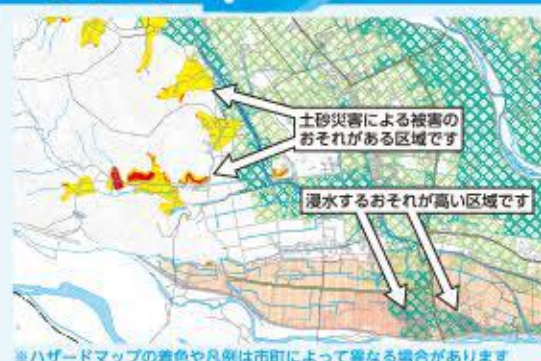 土砂災害による被害の
おそれがある区域です
浸水するおそれが高い区域です
※ハザードマップの着色や凡例は市町によって異なる場合があります